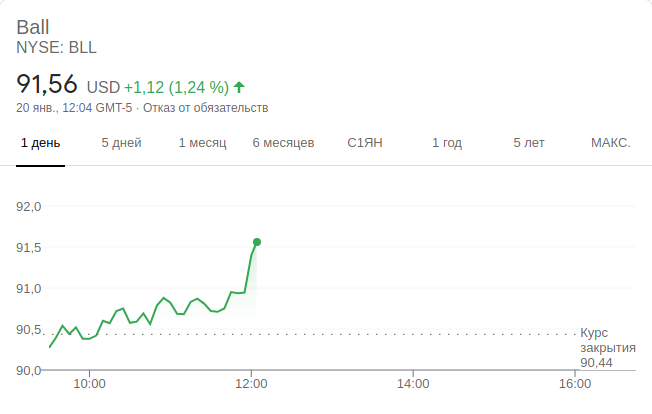 Ball
NYSE: BLL
91,56 USD +1,12 (1,24 %)
20 янв., 12:04 GMT-5 · Отказ от обязательств
1 день 5 дней 1 месяц 6 месяцев С1ЯН 1 год 5 лет МАКС.
92,0
91,5
91,0
90,5
Курс
закрытия
90,44
90,0
10:00 12:00 14:00 16:00